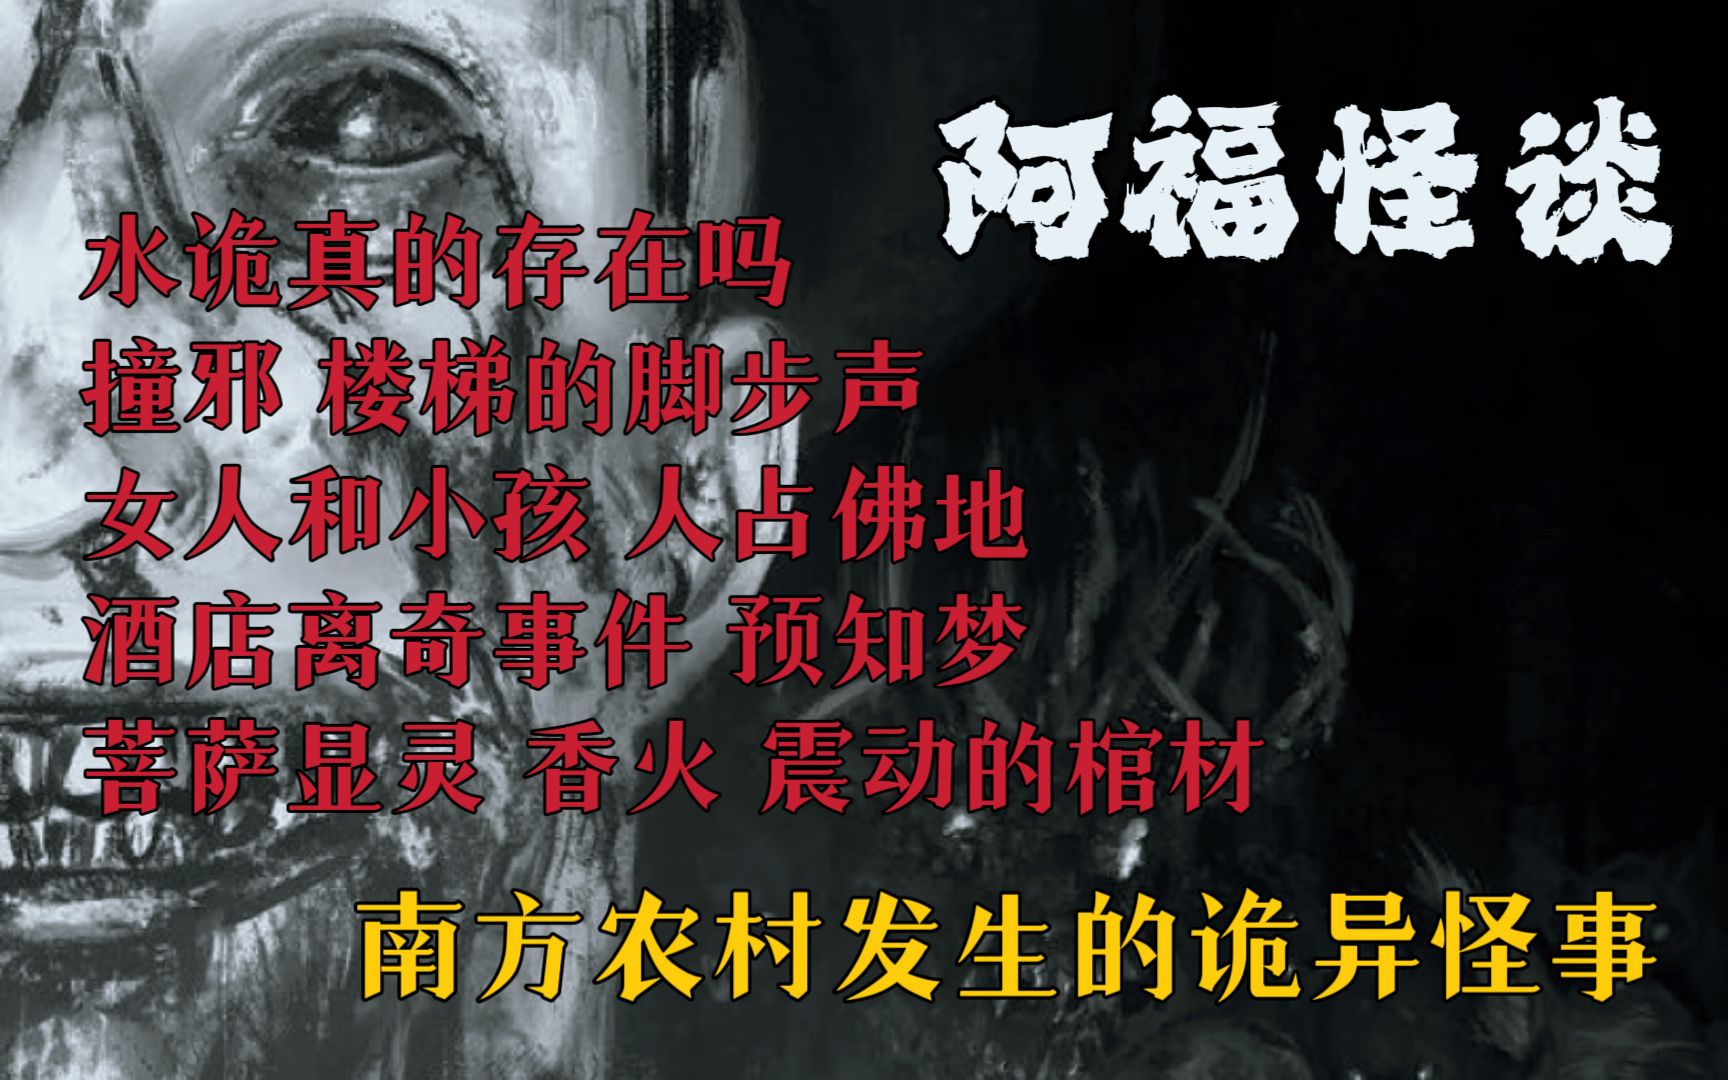 阿福怪谈
水诡真的存在吗
撞邪 楼梯的脚步声
女人和小孩 人占佛地
酒店离奇事件 预知梦
菩萨显灵 香火 震动的棺材
南方农村发生的诡异怪事